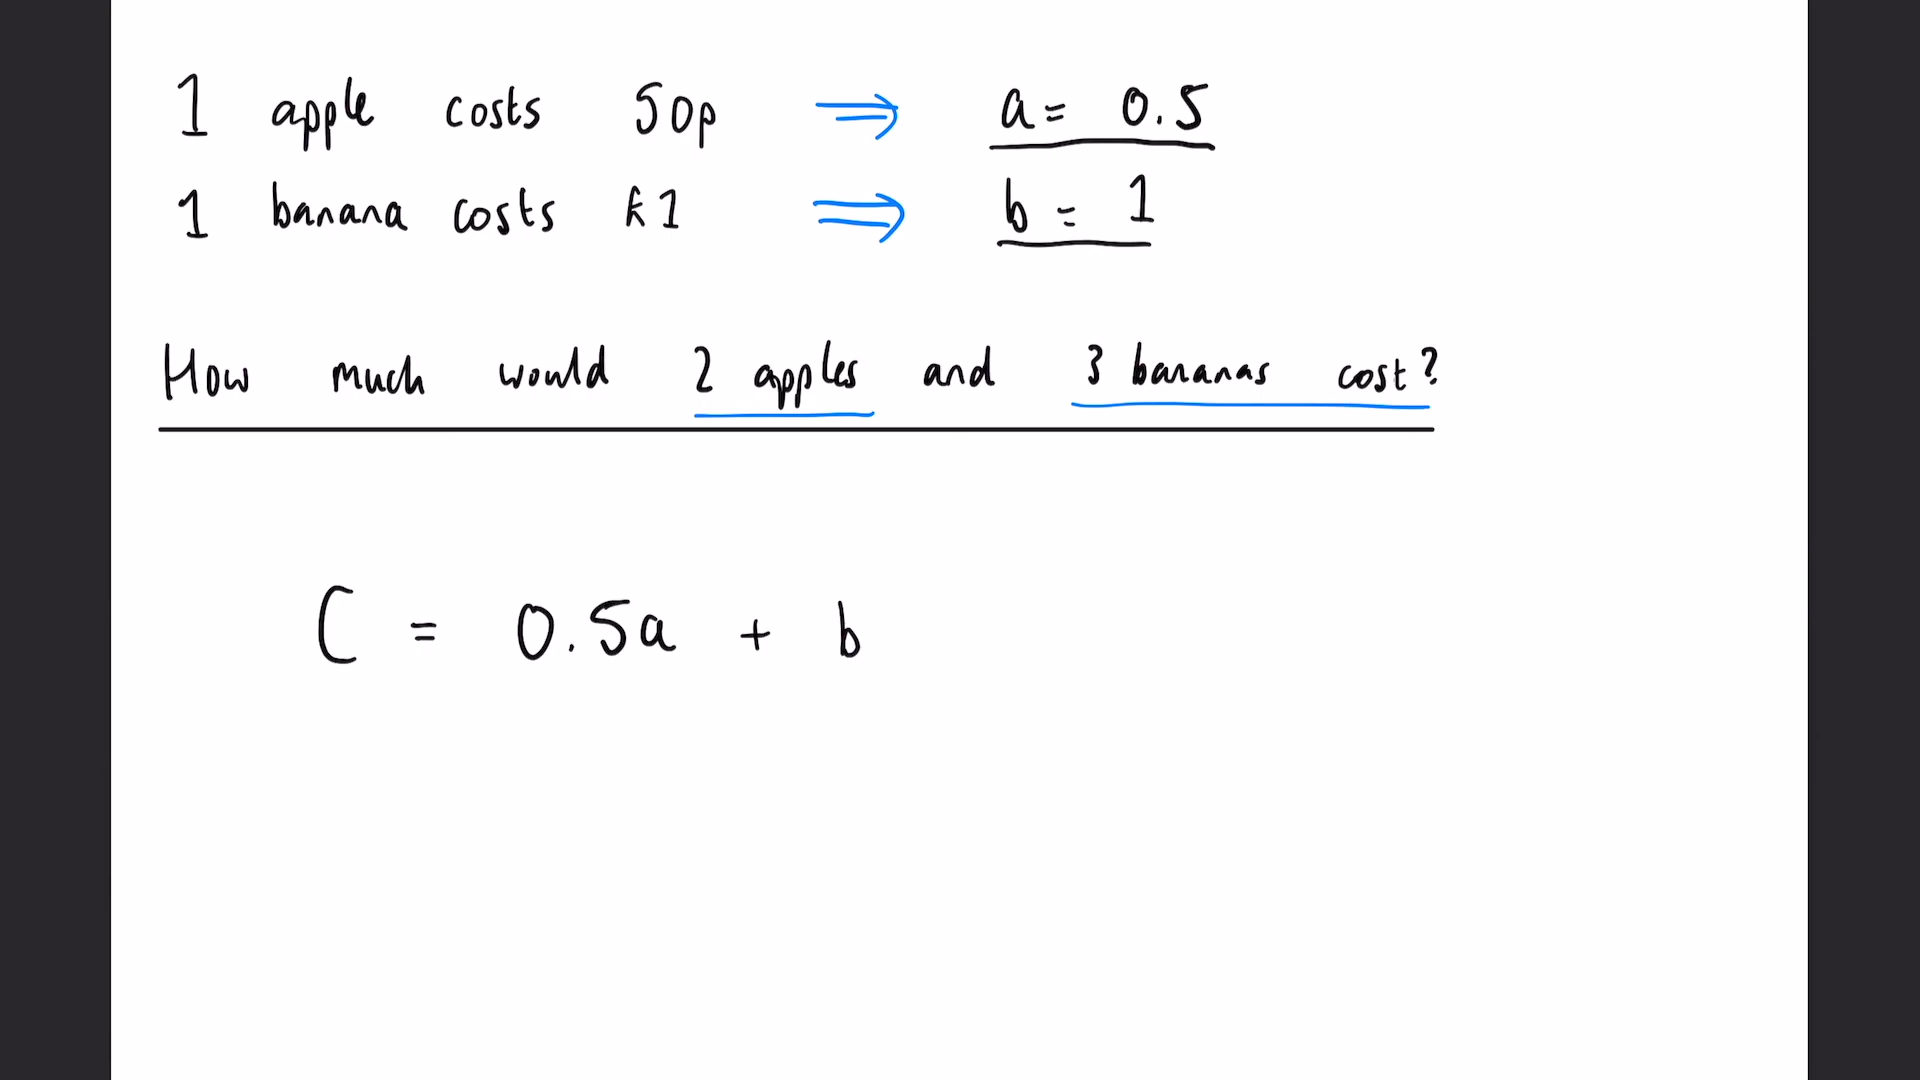 1 apple costs 50p ⇒ a = 0.5
1 banana costs £1 ⇒ b = 1
How much would 2 apples and 3 bananas cost?
C = 0.5a + b